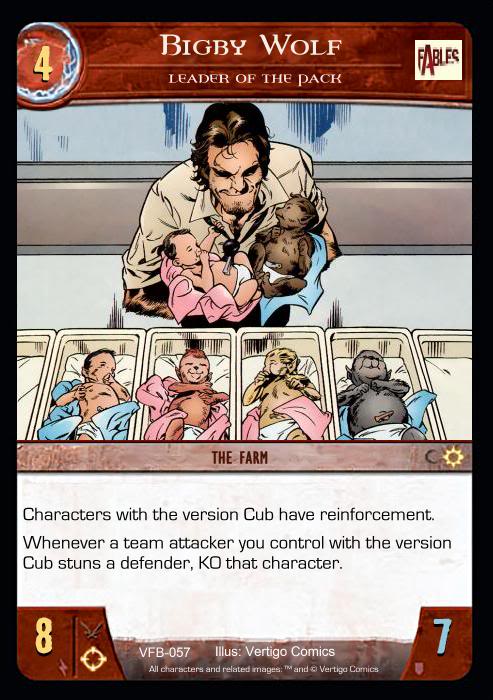 4
BIGBY WOLF
FABLES
LEADER OF THE PACK
THE FARM
Characters with the version Cub have reinforcement.
Whenever a team attacker you control with the version
Cub stuns a defender, KO that character.
8
7
VFB-057 Illus: Vertigo Comics
All characters and related images: ™ and © Vertigo Comics